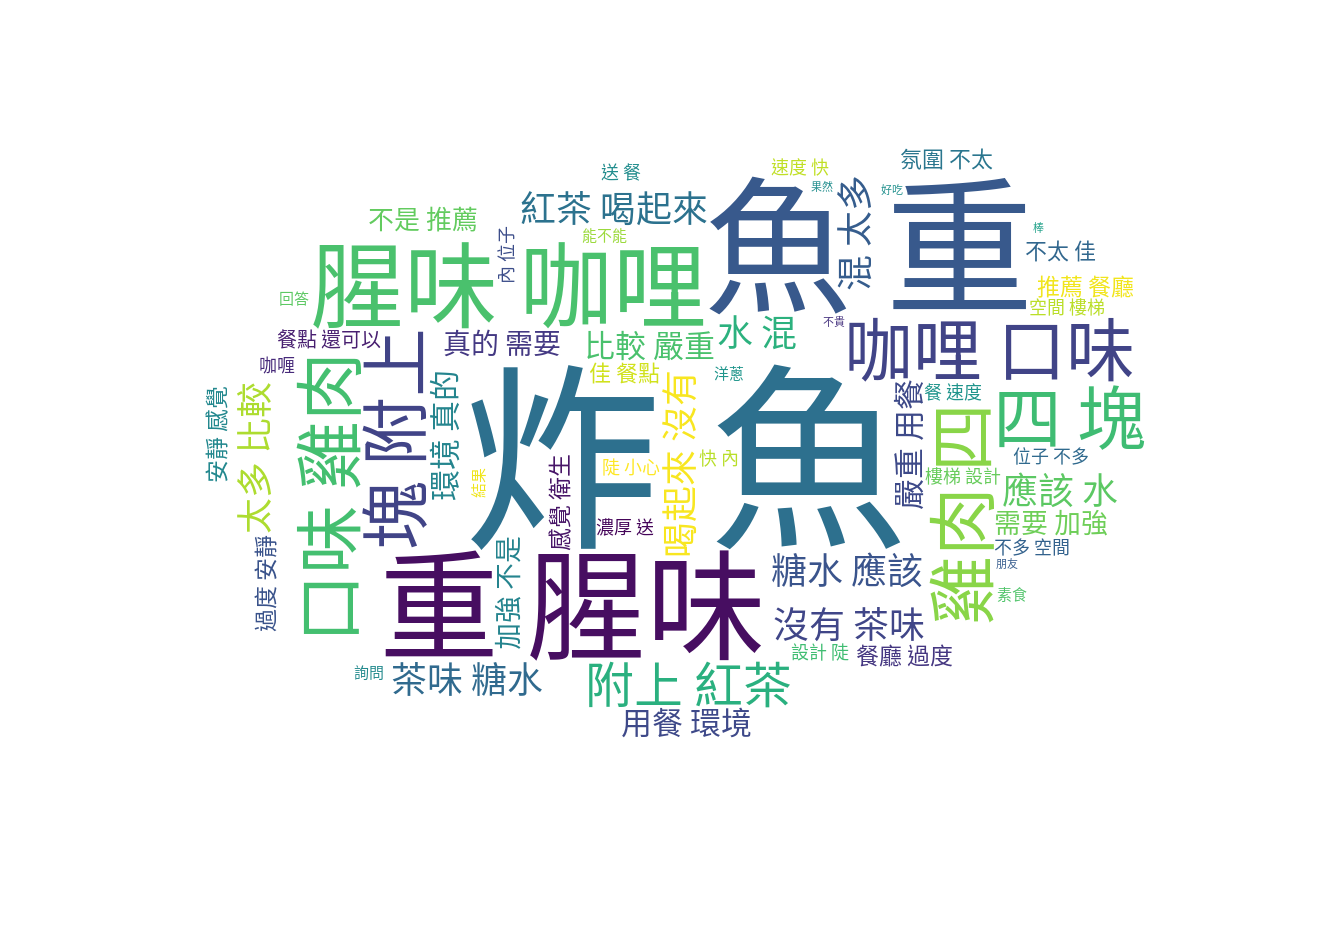 氛圍 不太
送 餐
速度 快
果然
好吃
紅茶 喝起來
不是 推薦
能不能
魚 重
混 太多
棒
不太 佳
內 位子
腥味 咖哩
推薦 餐廳
回答
空間 樓梯
不貴
餐點 還可以
真的 需要
比較 嚴重
水 混
咖哩 口味
咖喱
佳 餐點
洋蔥
餐 速度
安靜 感覺
太多 比較
口味 雞肉
塊 附上
環境 真的
炸 魚
喝起來 沒有
嚴重 用餐
雞肉 四
四 塊
陡 小心
快 內
位子 不多
結果
感覺 衛生
樓梯 設計
應該 水
濃厚 送
需要 加強
過度 安靜
加強 不是
不多 空間
朋友
重 腥味
糖水 應該
素食
沒有 茶味
設計 陡
餐廳 過度
詢問
茶味 糖水
附上 紅茶
用餐 環境